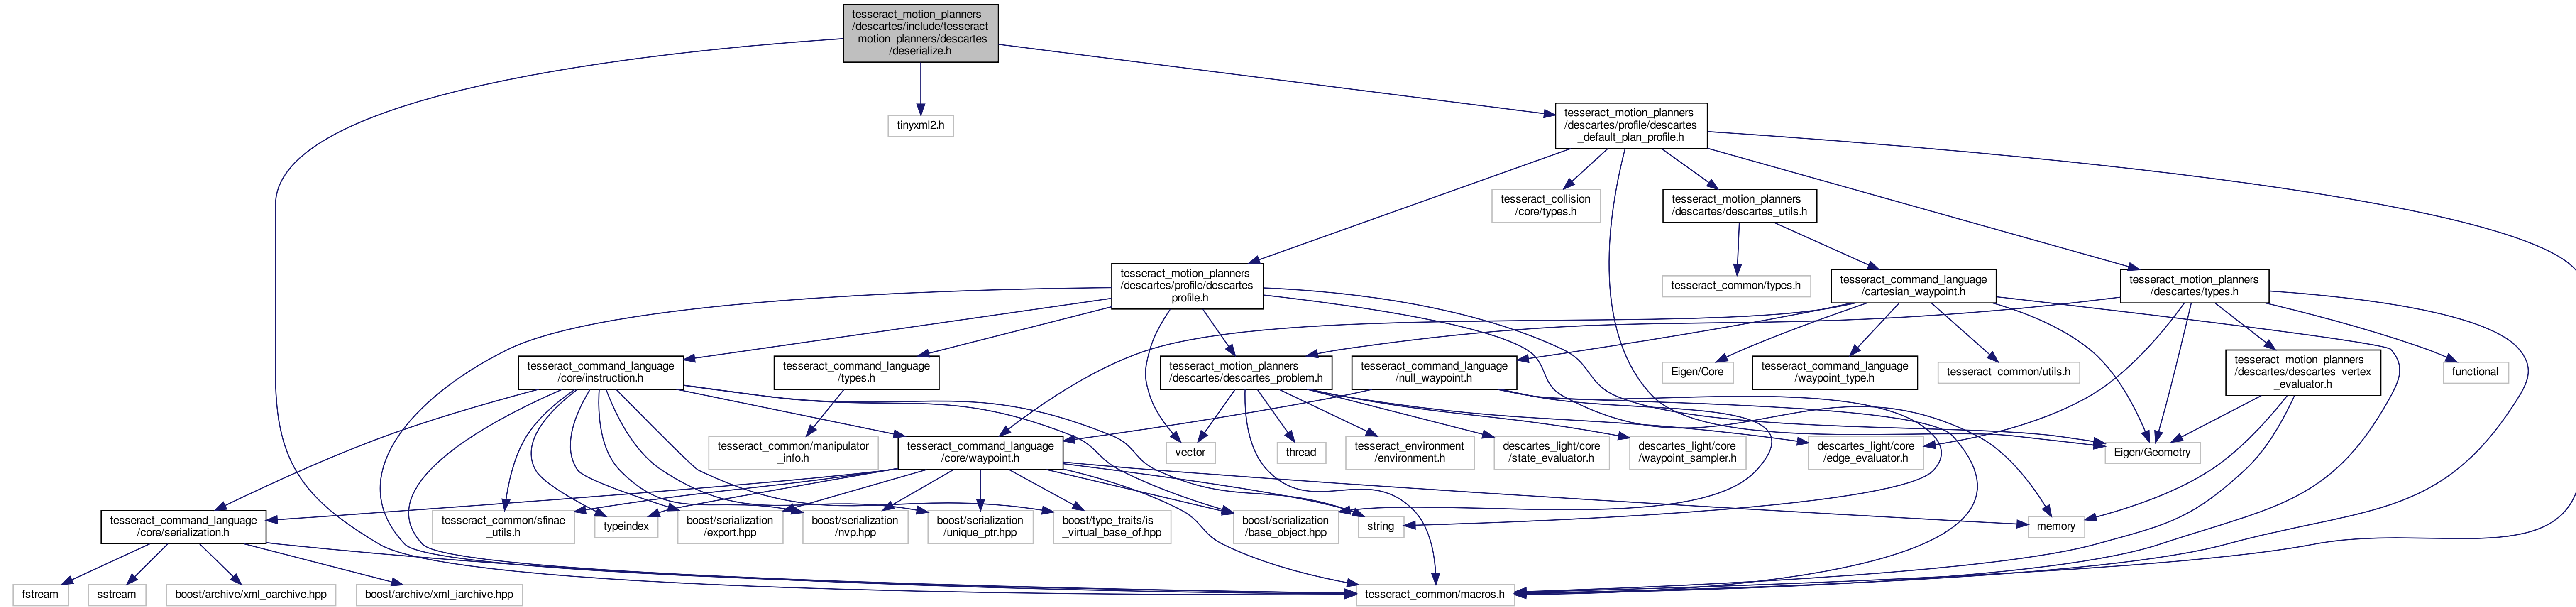 tesseract_motion_planners
/descartes/include/tesseract
_motion_planners/descartes
/deserialize.h
tinyxml2.h
tesseract_motion_planners
/descartes/profile/descartes
_default_plan_profile.h
tesseract_collision
/core/types.h
tesseract_motion_planners
/descartes/descartes_utils.h
tesseract_motion_planners
/descartes/profile/descartes
_profile.h
tesseract_common/types.h
tesseract_command_language
/cartesian_waypoint.h
tesseract_motion_planners
/descartes/types.h
tesseract_command_language
/core/instruction.h
tesseract_command_language
/types.h
tesseract_motion_planners
/descartes/descartes_problem.h
tesseract_command_language
/null_waypoint.h
Eigen/Core
tesseract_command_language
/waypoint_type.h
tesseract_common/utils.h
tesseract_motion_planners
/descartes/descartes_vertex
_evaluator.h
functional
tesseract_common/manipulator
_info.h
tesseract_command_language
/core/waypoint.h
vector
thread
tesseract_environment
/environment.h
descartes_light/core
/state_evaluator.h
descartes_light/core
/waypoint_sampler.h
descartes_light/core
/edge_evaluator.h
Eigen/Geometry
tesseract_command_language
/core/serialization.h
tesseract_common/sfinae
_utils.h
typeindex
boost/serialization
/export.hpp
boost/serialization
/nvp.hpp
boost/serialization
/unique_ptr.hpp
boost/type_traits/is
_virtual_base_of.hpp
boost/serialization
/base_object.hpp
string
memory
fstream
sstream
boost/archive/xml_oarchive.hpp
boost/archive/xml_iarchive.hpp
tesseract_common/macros.h